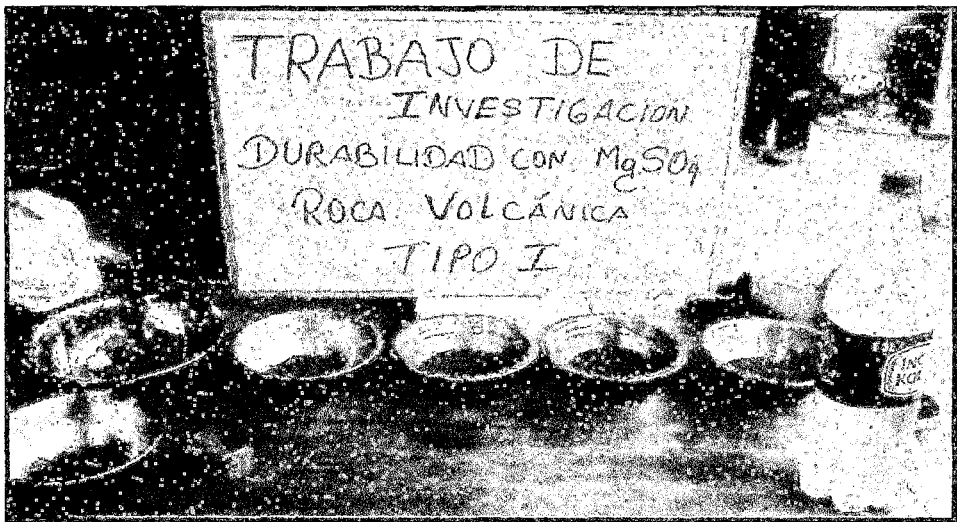 TRABAJO DE
INVESTIGACION
DURABILIDAD CON MgSO4
ROCA VOLCÁNICA
TIPO I